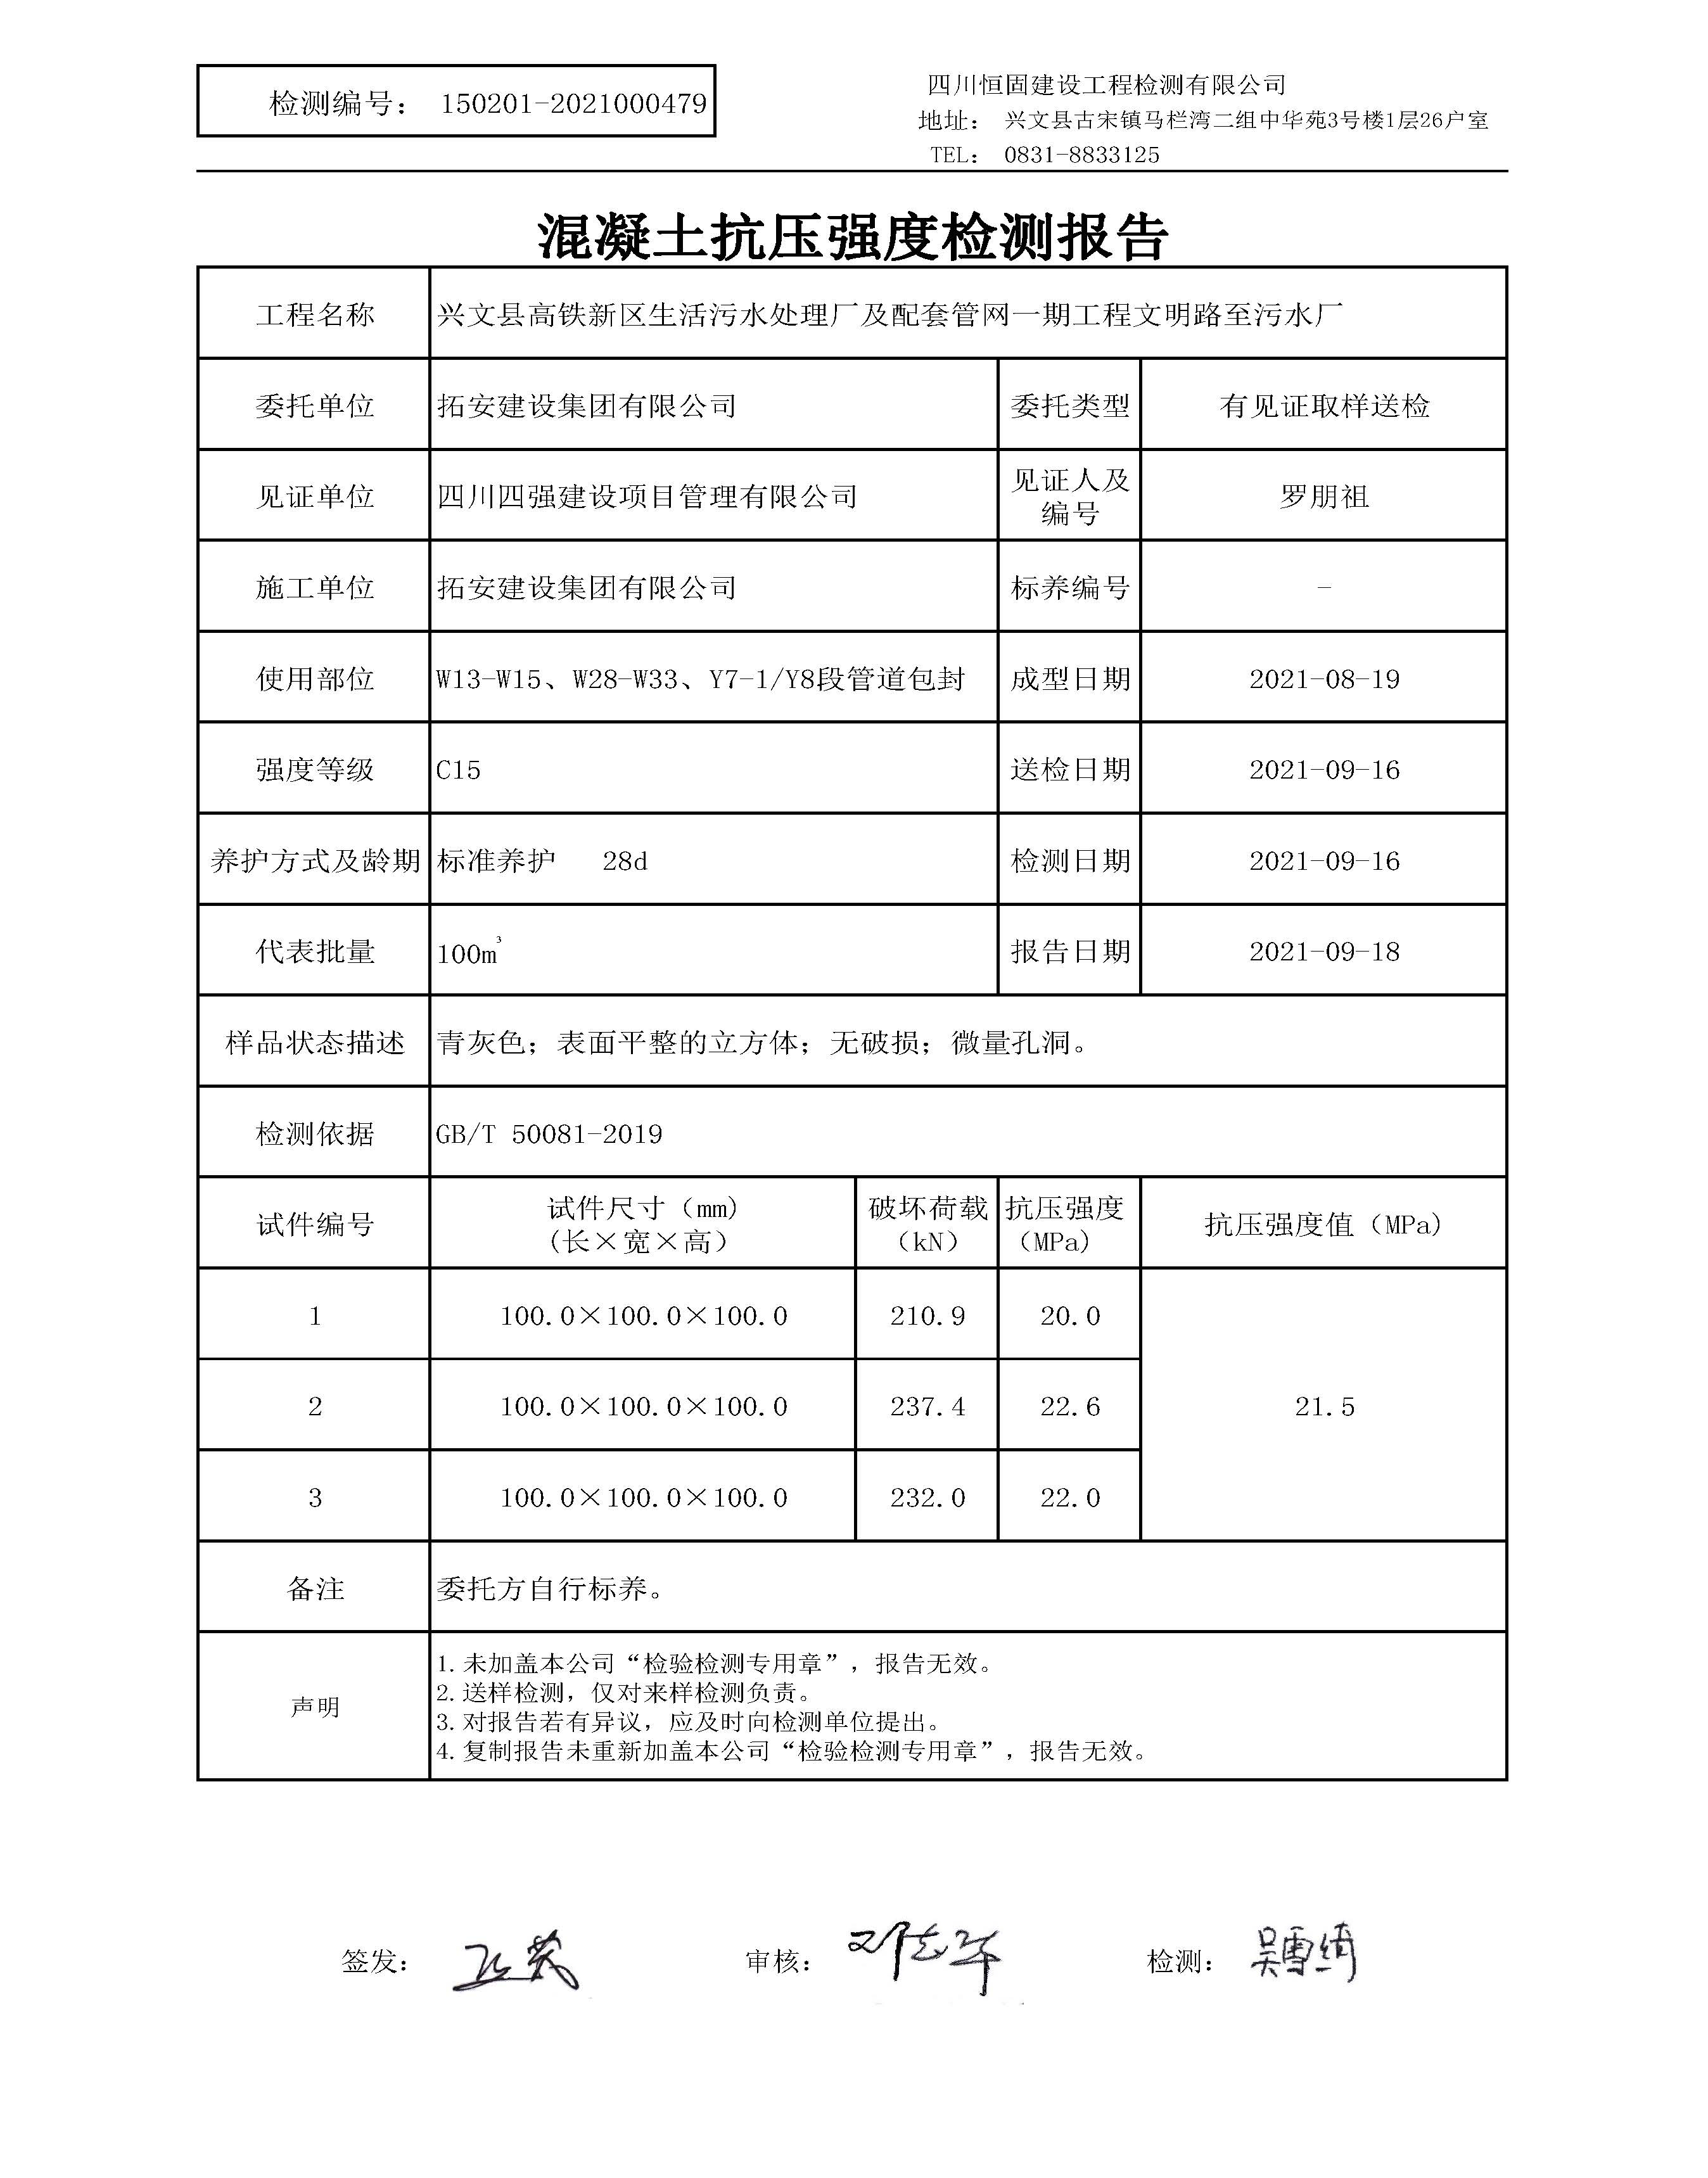 检测编号： 150201-2021000479
四川恒固建设工程检测有限公司
地址： 兴文县古宋镇马栏湾二组中华苑3号楼1层26户室
TEL： 0831-8833125
混凝土抗压强度检测报告
工程名称 兴文县高铁新区生活污水处理厂及配套管网一期工程文明路至污水厂
委托单位 拓安建设集团有限公司 委托类型 有见证取样送检
见证单位 四川四强建设项目管理有限公司 见证人及
编号 罗朋祖
施工单位 拓安建设集团有限公司 标养编号 -
使用部位 W13-W15、W28-W33、Y7-1/Y8段管道包封 成型日期 2021-08-19
强度等级 C15 送检日期 2021-09-16
养护方式及龄期 标准养护 28d 检测日期 2021-09-16
代表批量 100m³ 报告日期 2021-09-18
样品状态描述 青灰色；表面平整的立方体；无破损；微量孔洞。
检测依据 GB/T 50081-2019
试件编号 试件尺寸（mm）
(长×宽×高） 破坏荷载
（kN） 抗压强度
（MPa） 抗压强度值（MPa）
1 100.0×100.0×100.0 210.9 20.0
2 100.0×100.0×100.0 237.4 22.6 21.5
3 100.0×100.0×100.0 232.0 22.0
备注 委托方自行标养。
声明
1.未加盖本公司“检验检测专用章”，报告无效。
2.送样检测，仅对来样检测负责。
3.对报告若有异议，应及时向检测单位提出。
4.复制报告未重新加盖本公司“检验检测专用章”，报告无效。
签发： 审核： 检测： 吴雪绮